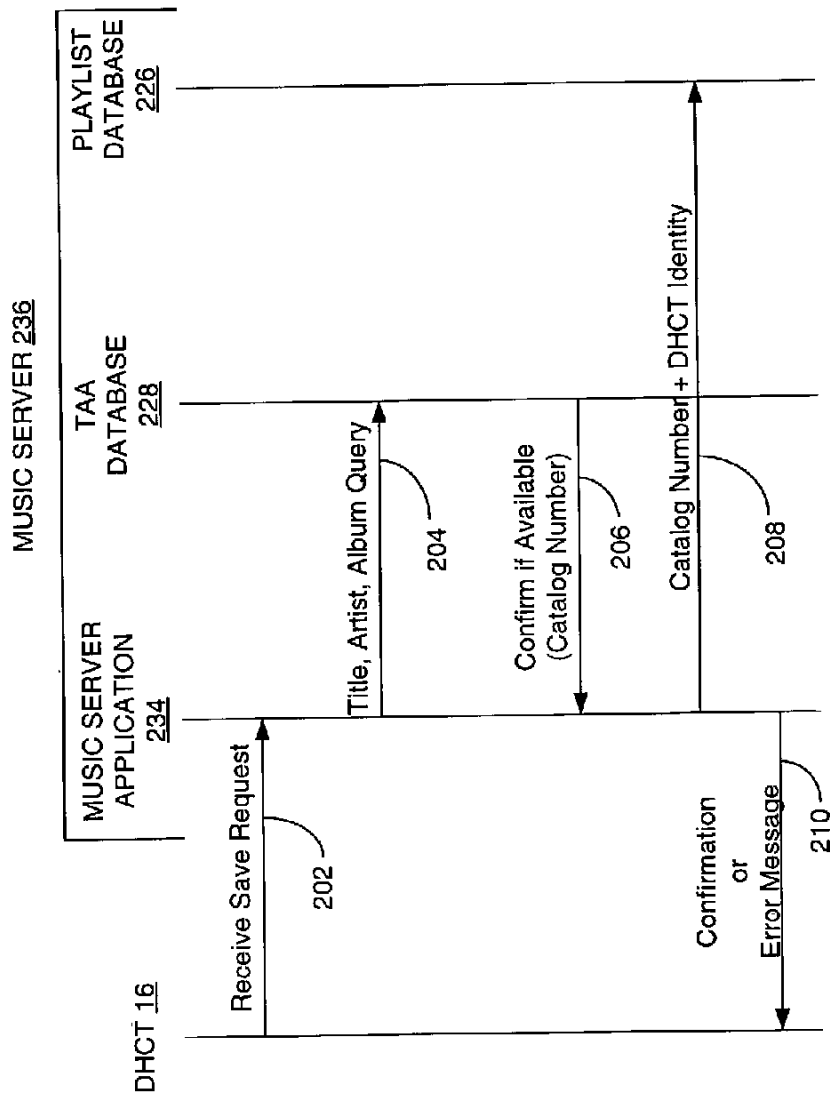 MUSIC SERVER 236
DHCT 16
MUSIC SERVER
APPLICATION
234
TAA
DATABASE
228
PLAYLIST
DATABASE
226
Receive Save Request
202
Title, Artist, Album Query
204
Confirm if Available
(Catalog Number)
206
Catalog Number + DHCT Identity
208
Confirmation
or
Error Message
210